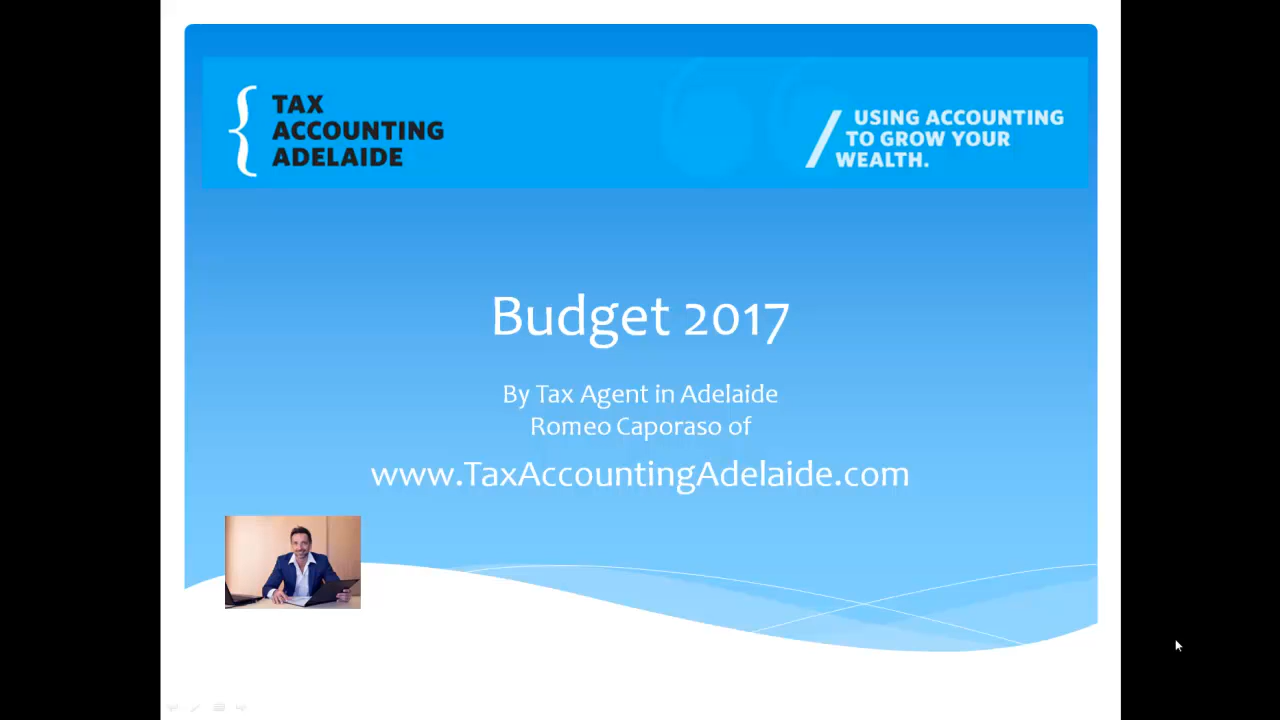 TAX
ACCOUNTING
ADELAIDE
USING ACCOUNTING
TO GROW YOUR
WEALTH.
Budget 2017
By Tax Agent in Adelaide
Romeo Caporaso of
www.TaxAccountingAdelaide.com